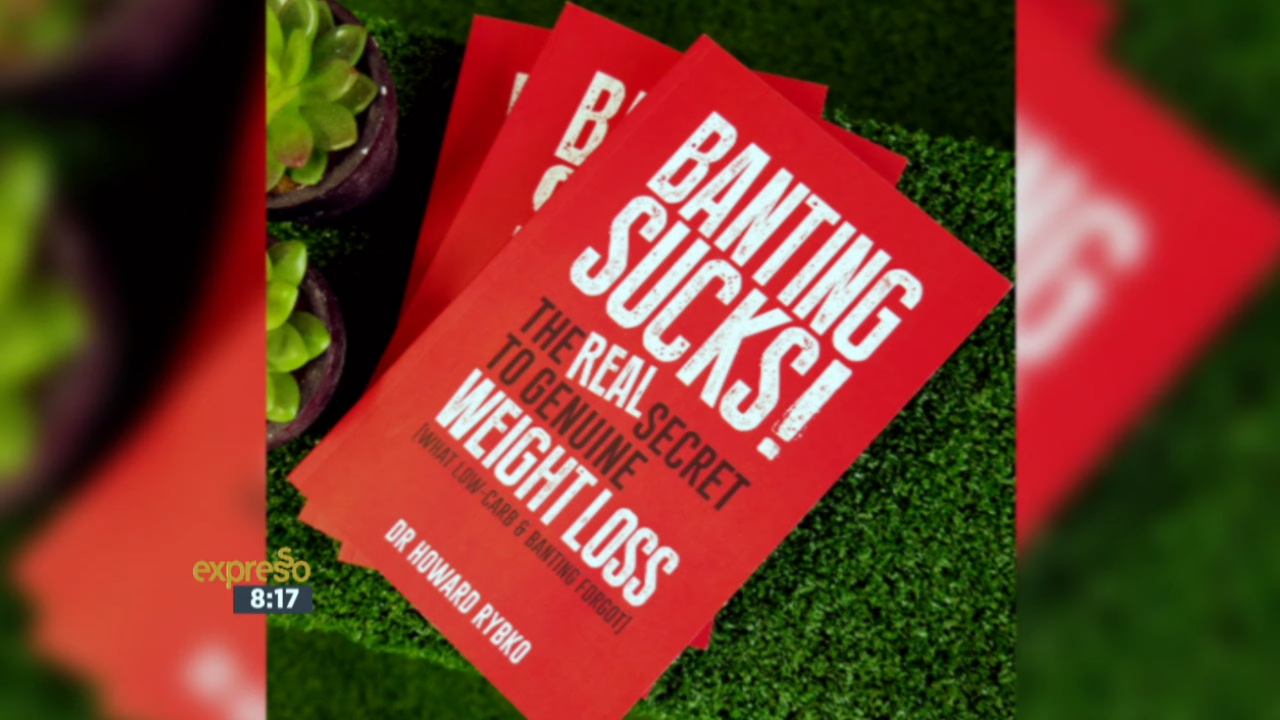 BANTING
SUCKS!
THE REAL SECRET
TO GENUINE
WEIGHT LOSS
[WHAT LOW-CARB & BANTING FORGOT]
DR HOWARD RYBKO
expresso
8:17